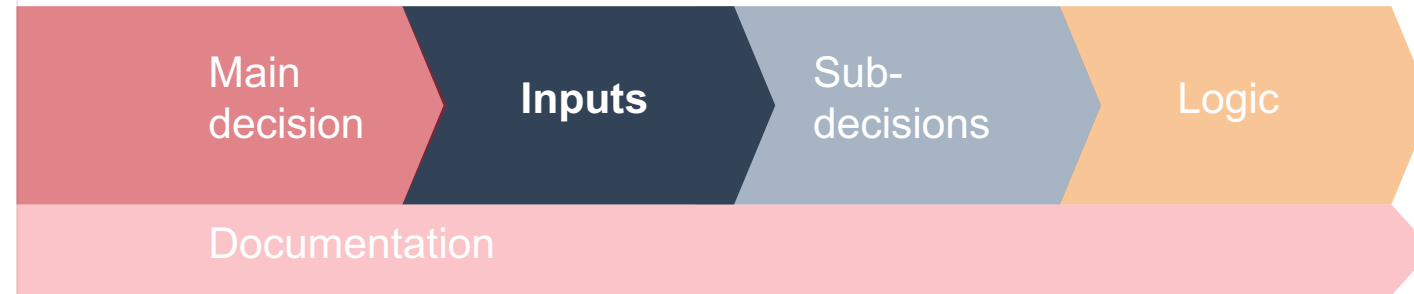 Main
decision
Inputs
Sub-
decisions
Logic
Documentation